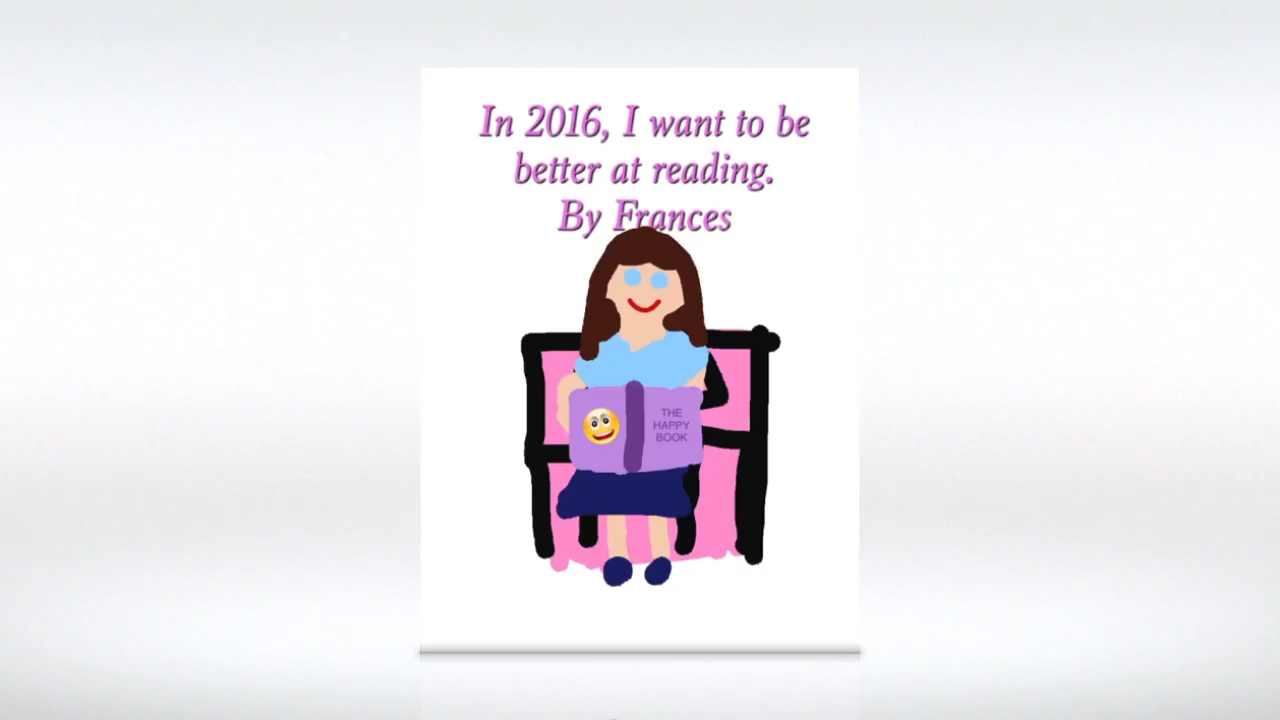 In 2016, I want to be
better at reading.
By Frances
THE
HAPPY
BOOK